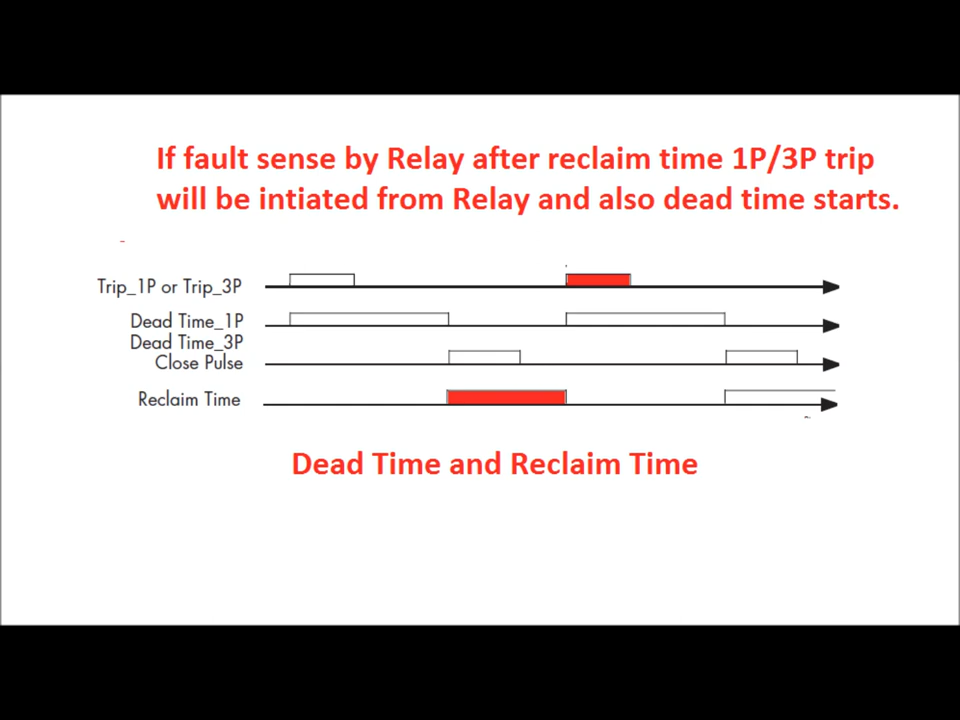 If fault sense by Relay after reclaim time 1P/3P trip
will be intiated from Relay and also dead time starts.
Trip_1P or Trip_3P
Dead Time_1P
Dead Time_3P
Close Pulse
Reclaim Time
Dead Time and Reclaim Time